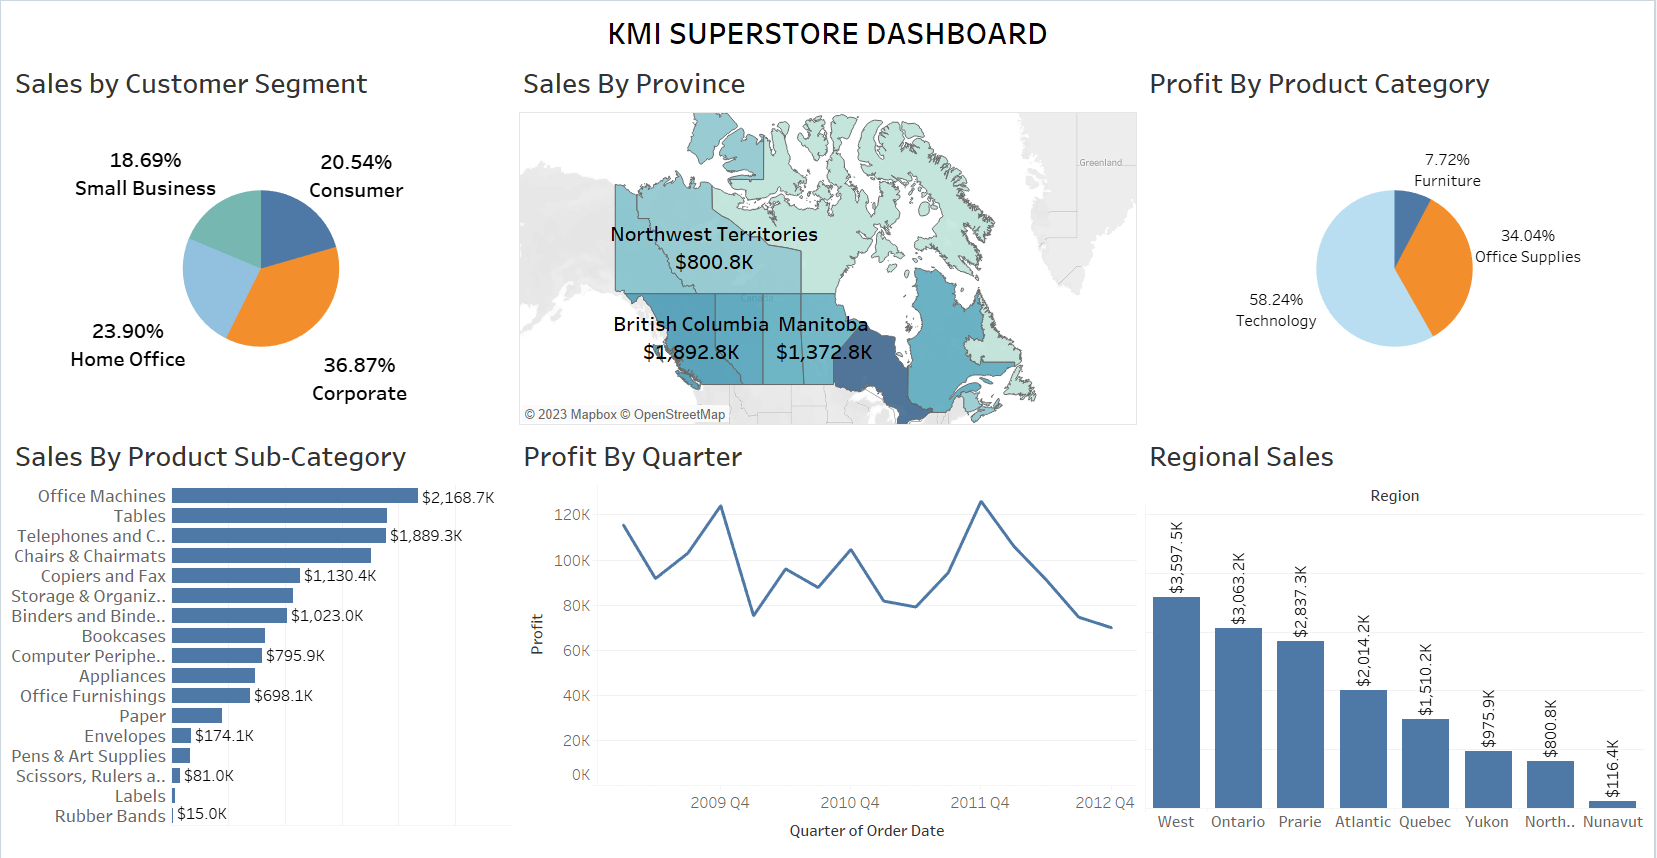 KMI SUPERSTORE DASHBOARD
Sales by Customer Segment
18.69%
Small Business
20.54%
Consumer
23.90%
Home Office
36.87%
Corporate
Sales By Province
Greenland
Northwest Territories
$800.8K
Canada
British Columbia
$1,892.8K
Manitoba
$1,372.8K
© 2023 Mapbox © OpenStreetMap
Profit By Product Category
7.72%
Furniture
34.04%
Office Supplies
58.24%
Technology
Sales By Product Sub-Category
Office Machines $2,168.7K
Tables
Telephones and C.. $1,889.3K
Chairs & Chairmats
Copiers and Fax $1,130.4K
Storage & Organiz..
Binders and Binde.. $1,023.0K
Bookcases
Computer Periphe.. $795.9K
Appliances
Office Furnishings $698.1K
Paper
Envelopes $174.1K
Pens & Art Supplies
Scissors, Rulers a.. $81.0K
Labels
Rubber Bands $15.0K
Profit By Quarter
Profit
120K
100K
80K
60K
40K
20K
0K
2009 Q4 2010 Q4 2011 Q4 2012 Q4
Quarter of Order Date
Regional Sales
Region
$3,597.5K
$3,063.2K
$2,837.3K
$2,014.2K
$1,510.2K
$975.9K
$800.8K
$116.4K
West Ontario Prarie Atlantic Quebec Yukon North.. Nunavut